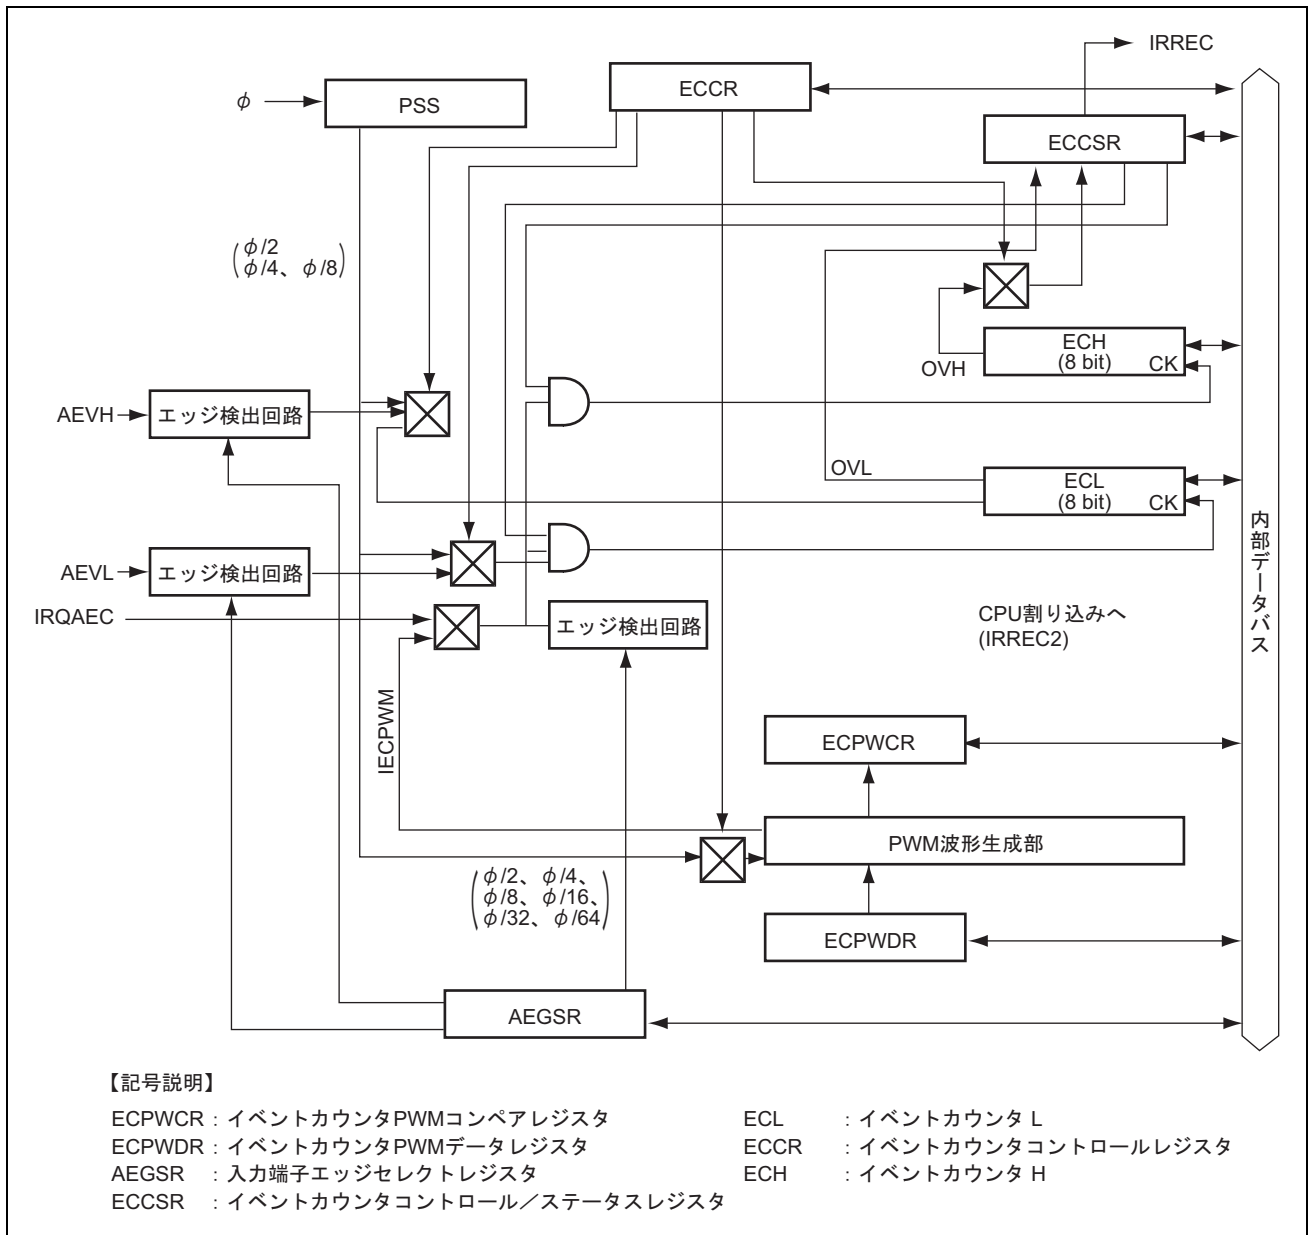 IRREC
ECCR
φ
PSS
ECCSR
φ/2
φ/4、φ/8
ECH
(8 bit)
CK
OVH
AEVH
エッジ検出回路
OVL
ECL
(8 bit)
CK
内部データバス
AEVL
エッジ検出回路
IRQAEC
エッジ検出回路
CPU割り込みへ
(IRREC2)
IECPWM
ECPWCR
PWM波形生成部
φ/2、φ/4、
φ/8、φ/16、
φ/32、φ/64
ECPWDR
AEGSR
【記号説明】
ECPWCR : イベントカウンタPWMコンペアレジスタ
ECPWDR : イベントカウンタPWMデータレジスタ
AEGSR : 入力端子エッジセレクトレジスタ
ECCSR : イベントカウンタコントロール／ステータスレジスタ
ECL : イベントカウンタ L
ECCR : イベントカウンタコントロールレジスタ
ECH : イベントカウンタ H